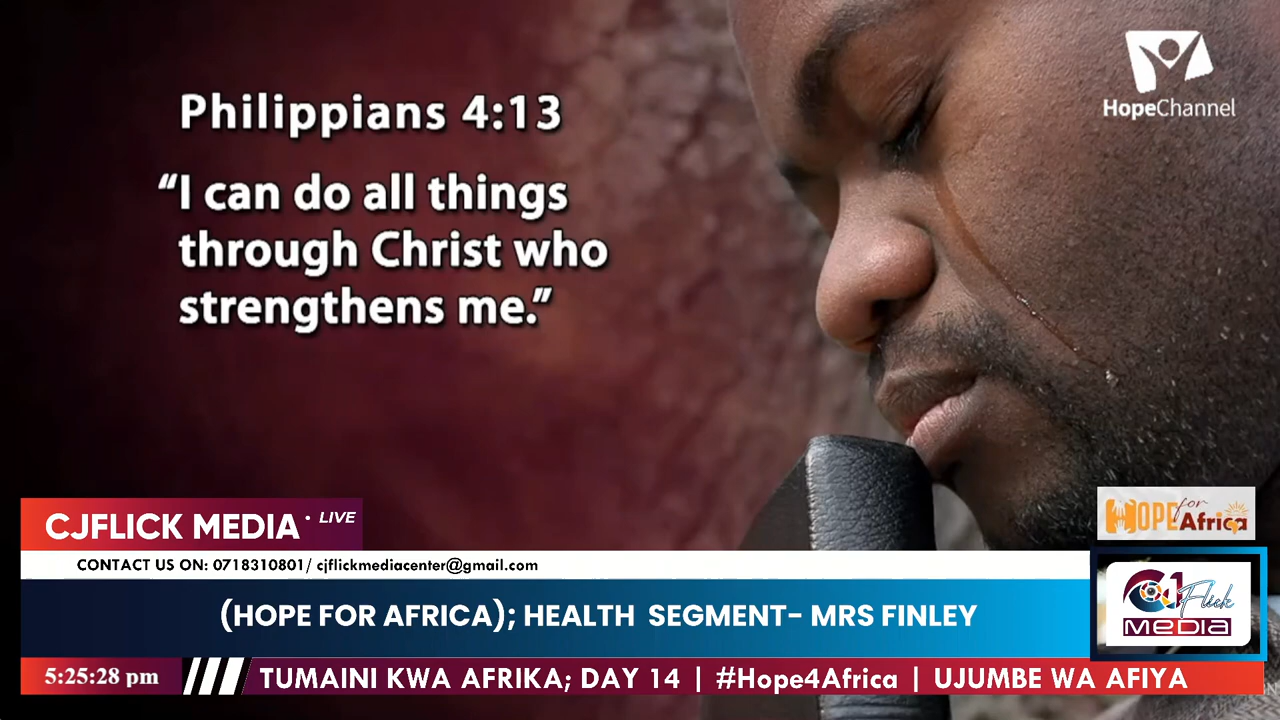 HopeChannel
Philippians 4:13
“I can do all things
through Christ who
strengthens me.”
CJFLICK MEDIA • LIVE
CONTACT US ON: 0718310801/ cjflickmediacenter@gmail.com
HOPE for Africa
(HOPE FOR AFRICA); HEALTH SEGMENT- MRS FINLEY
Flick
MEDIA
5:25:28 pm
TUMAINI KWA AFRIKA; DAY 14 | #Hope4Africa | UJUMBE WA AFIYA